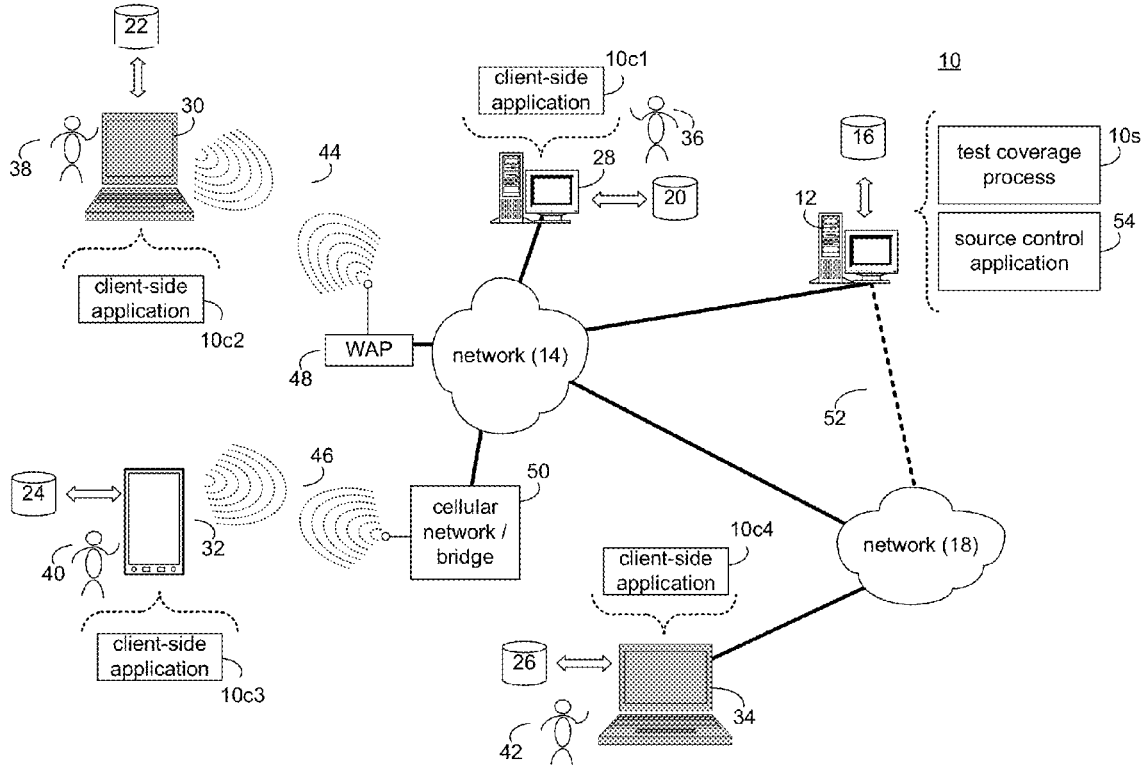 22
30
38
44
client-side
application
10c2
client-side
application
10c1
36
28
20
10
16
12
test coverage
process
10s
source control
application
54
WAP
48
network (14)
52
24
32
40
46
client-side
application
10c3
cellular
network /
bridge
50
client-side
application
10c4
network (18)
26
34
42